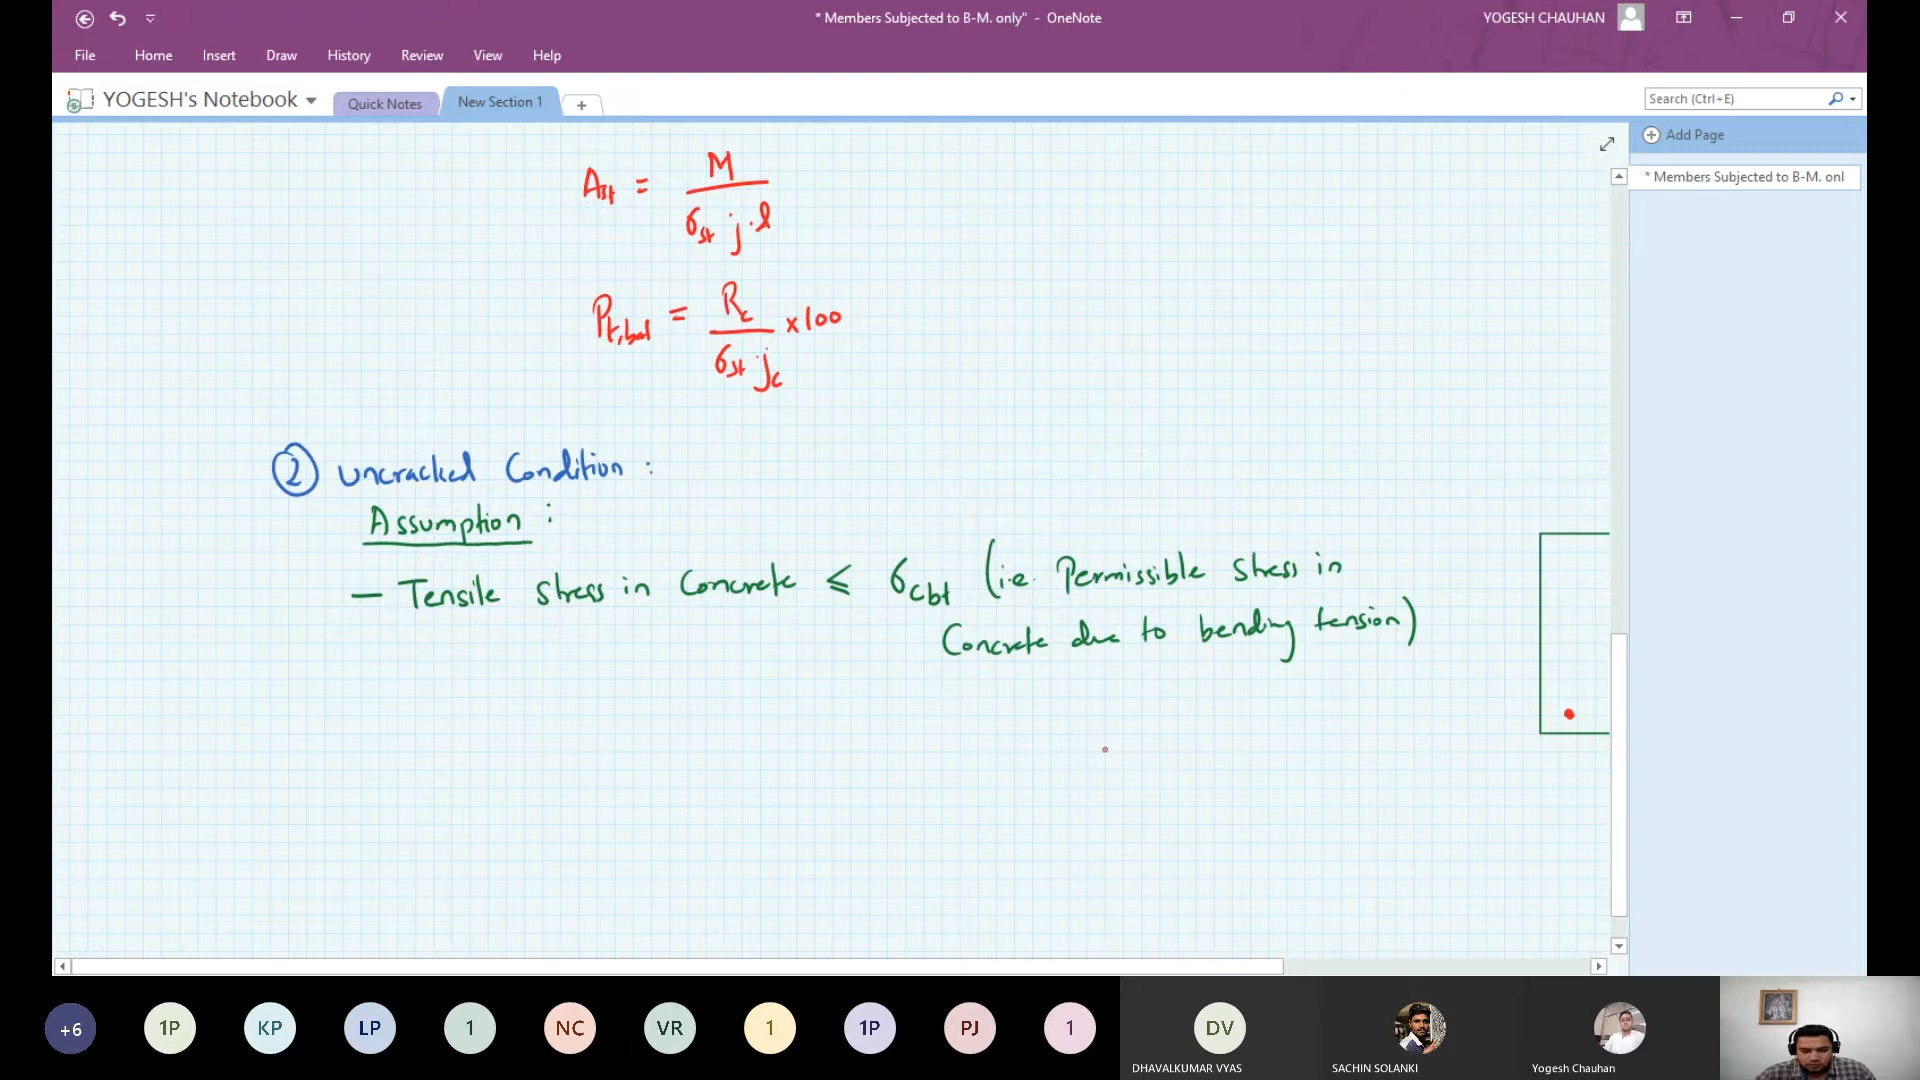 * Members Subjected to B-M. only" - OneNote
YOGESH CHAUHAN
File Home Insert Draw History Review View Help
YOGESH's Notebook
Quick Notes
New Section 1
+
Search (Ctrl+E)
Add Page
* Members Subjected to B-M. onl
Ast = M / σst j.d
Pt,bal = Rc / σst jc × 100
② Uncracked Condition :
Assumption :
— Tensile stress in Concrete ⩽ σcbt (i.e. Permissible stress in
Concrete due to bending tension)
+6
1P
KP
LP
1
NC
VR
1
1P
PJ
1
DV
DHAVALKUMAR VYAS
SACHIN SOLANKI
Yogesh Chauhan